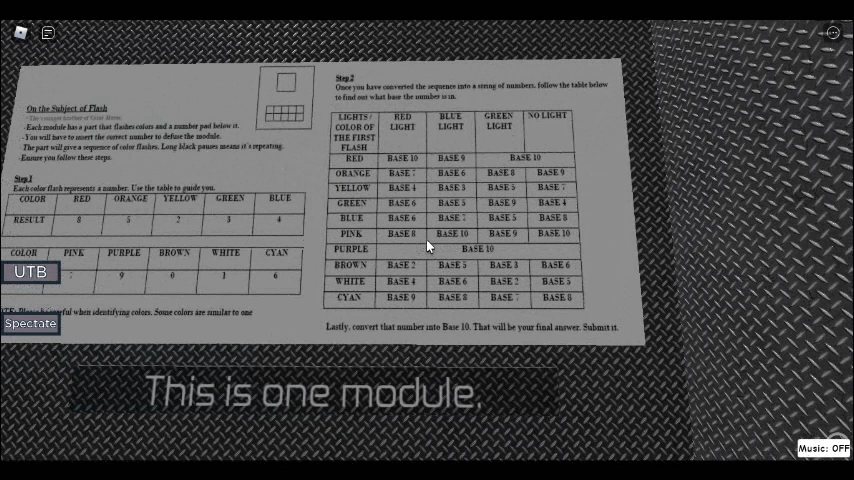 On the Subject of Flash
-Each module has a part that flashes colors and a number pad below it.
-You will have to insert the correct number to defuse the module.
-The part will give a sequence of color flashes. Long black pauses means it's repeating.
-Ensure you follow these steps.
Step 1
Each color flash represents a number. Use the table to guide you.
COLOR RED ORANGE YELLOW GREEN BLUE
RESULT 8 5 2 3 4
COLOR PINK PURPLE BROWN WHITE CYAN
7 9 0 1 6
UTB
careful when identifying colors. Some colors are similar to one
Spectate
Step 2
Once you have converted the sequence into a string of numbers, follow the table below
to find out what base the number is in.
LIGHTS / COLOR OF THE FIRST FLASH RED LIGHT BLUE LIGHT GREEN LIGHT NO LIGHT
RED BASE 10 BASE 9 BASE 10
ORANGE BASE 7 BASE 6 BASE 8 BASE 9
YELLOW BASE 4 BASE 3 BASE 5 BASE 7
GREEN BASE 6 BASE 5 BASE 9 BASE 4
BLUE BASE 6 BASE 7 BASE 5 BASE 8
PINK BASE 8 BASE 10 BASE 9 BASE 10
PURPLE BASE 10
BROWN BASE 2 BASE 5 BASE 3 BASE 6
WHITE BASE 4 BASE 6 BASE 2 BASE 5
CYAN BASE 9 BASE 8 BASE 7 BASE 8
Lastly, convert that number into Base 10. That will be your final answer. Submit it.
This is one module.
Music: OFF